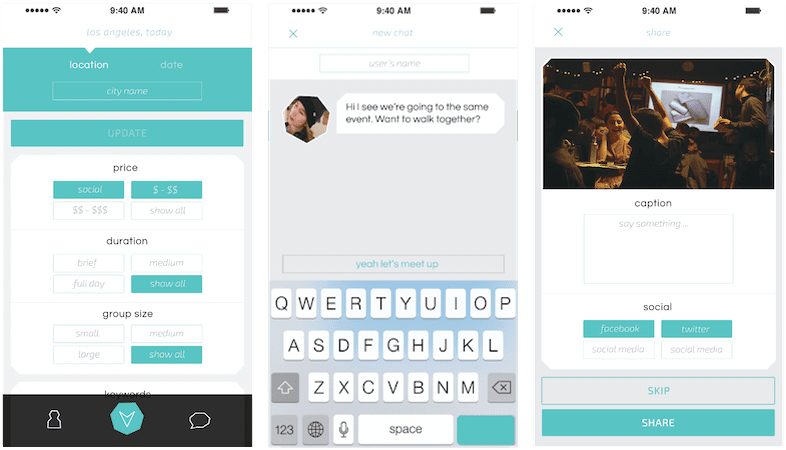 9:40 AM
los angeles, today
location date
city name
UPDATE
price
social $ - $$
$$ - $$$ show all
duration
brief medium
full day show all
group size
small medium
large show all
keywords
9:40 AM
new chat
user's name
Hi I see we're going to the same
event. Want to walk together?
yeah let's meet up
Q W E R T Y U I O P
A S D F G H J K L
Z X C V B N M
123 space
9:40 AM
share
caption
say something ...
social
facebook twitter
social media social media
SKIP
SHARE